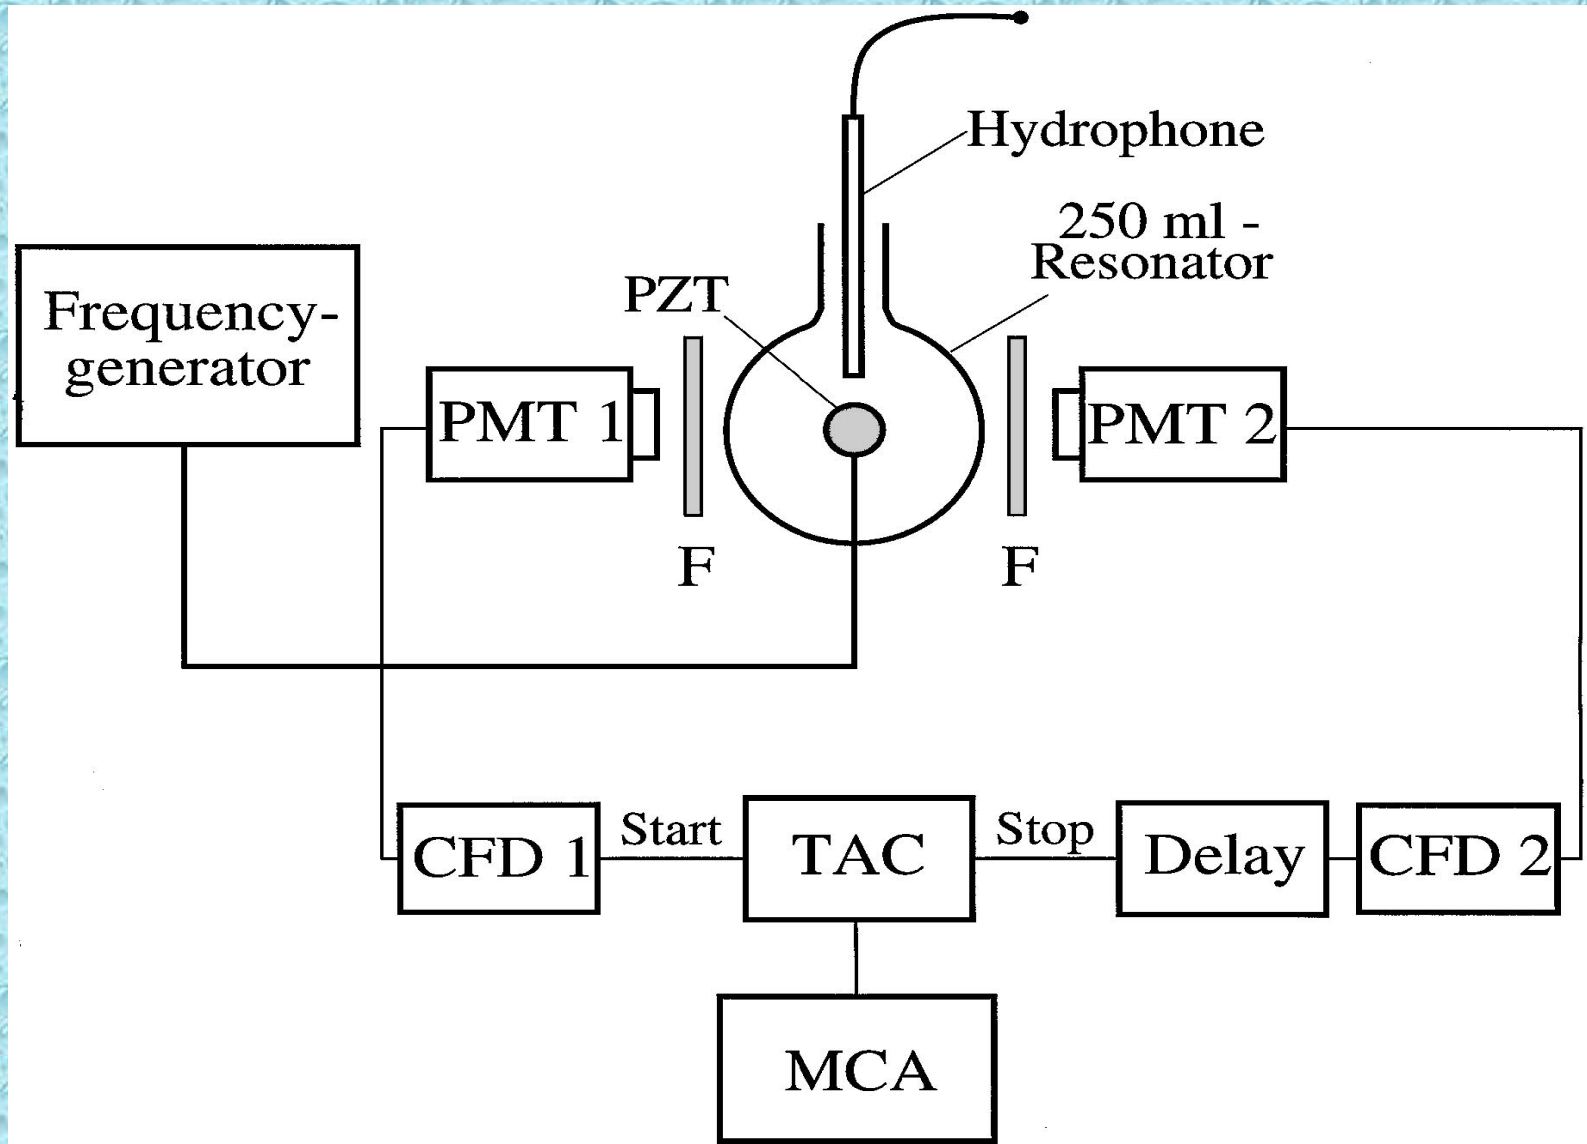 Hydrophone
250 ml -
Resonator
PZT
Frequency-
generator
PMT 1
PMT 2
F
F
CFD 1
Start
TAC
Stop
Delay
CFD 2
MCA